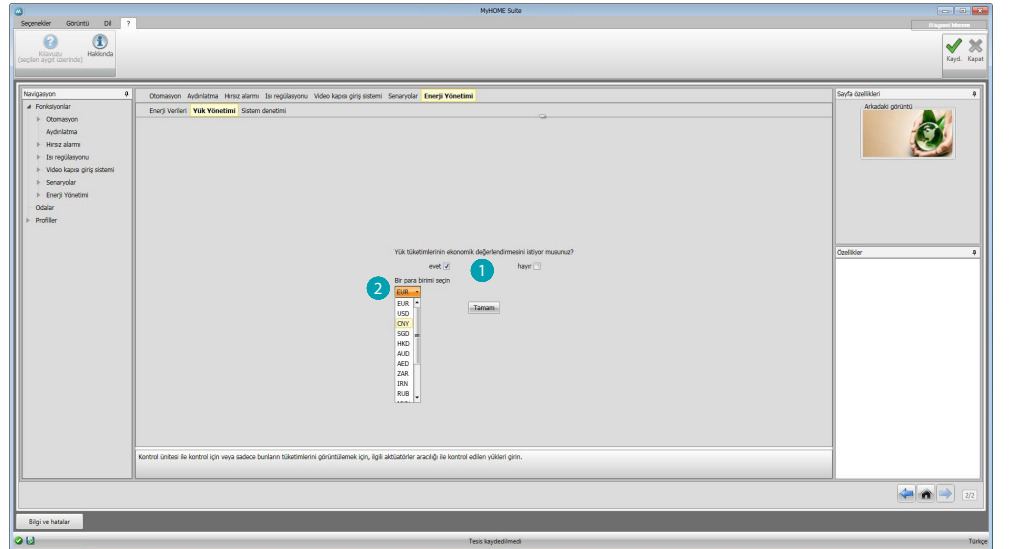 MyHOME Suite
Seçenekler Görüntü Dil ?
Kılavuzu
(seçilen aygıt üzerinde)
Hakkında
Kayd. Kapat
Navigasyon
Fonksiyonlar
Otomasyon
Aydınlatma
Hırsız alarmı
Isı regülasyonu
Video kapısı giriş sistemi
Senaryolar
Enerji Yönetimi
Odalar
Profiller
Otomasyon Aydınlatma Hırsız alarmı Isı regülasyonu Video kapısı giriş sistemi Senaryolar Enerji Yönetimi
Enerji Verileri Yük Yönetimi Sistem denetimi
Yük tüketimlerinin ekonomik değerlendirmesini istiyor musunuz?
evet hayır
1
Bir para birimi seçin
2
EUR
EUR
USD
CNY
SGD
HKD
AUD
AED
ZAR
IRN
RUB
Tamam
Kontrol ünitesi ile kontrol için veya sadece bunların tüketimlerini görüntülemek için, ilgili aktüatörler aracılığı ile kontrol edilen yükleri girin.
Sayfa özellikleri
Arkadaki görüntü
Özellikler
2/2
Bilgi ve hatalar
Tesis kaydedilmedi
Türkçe